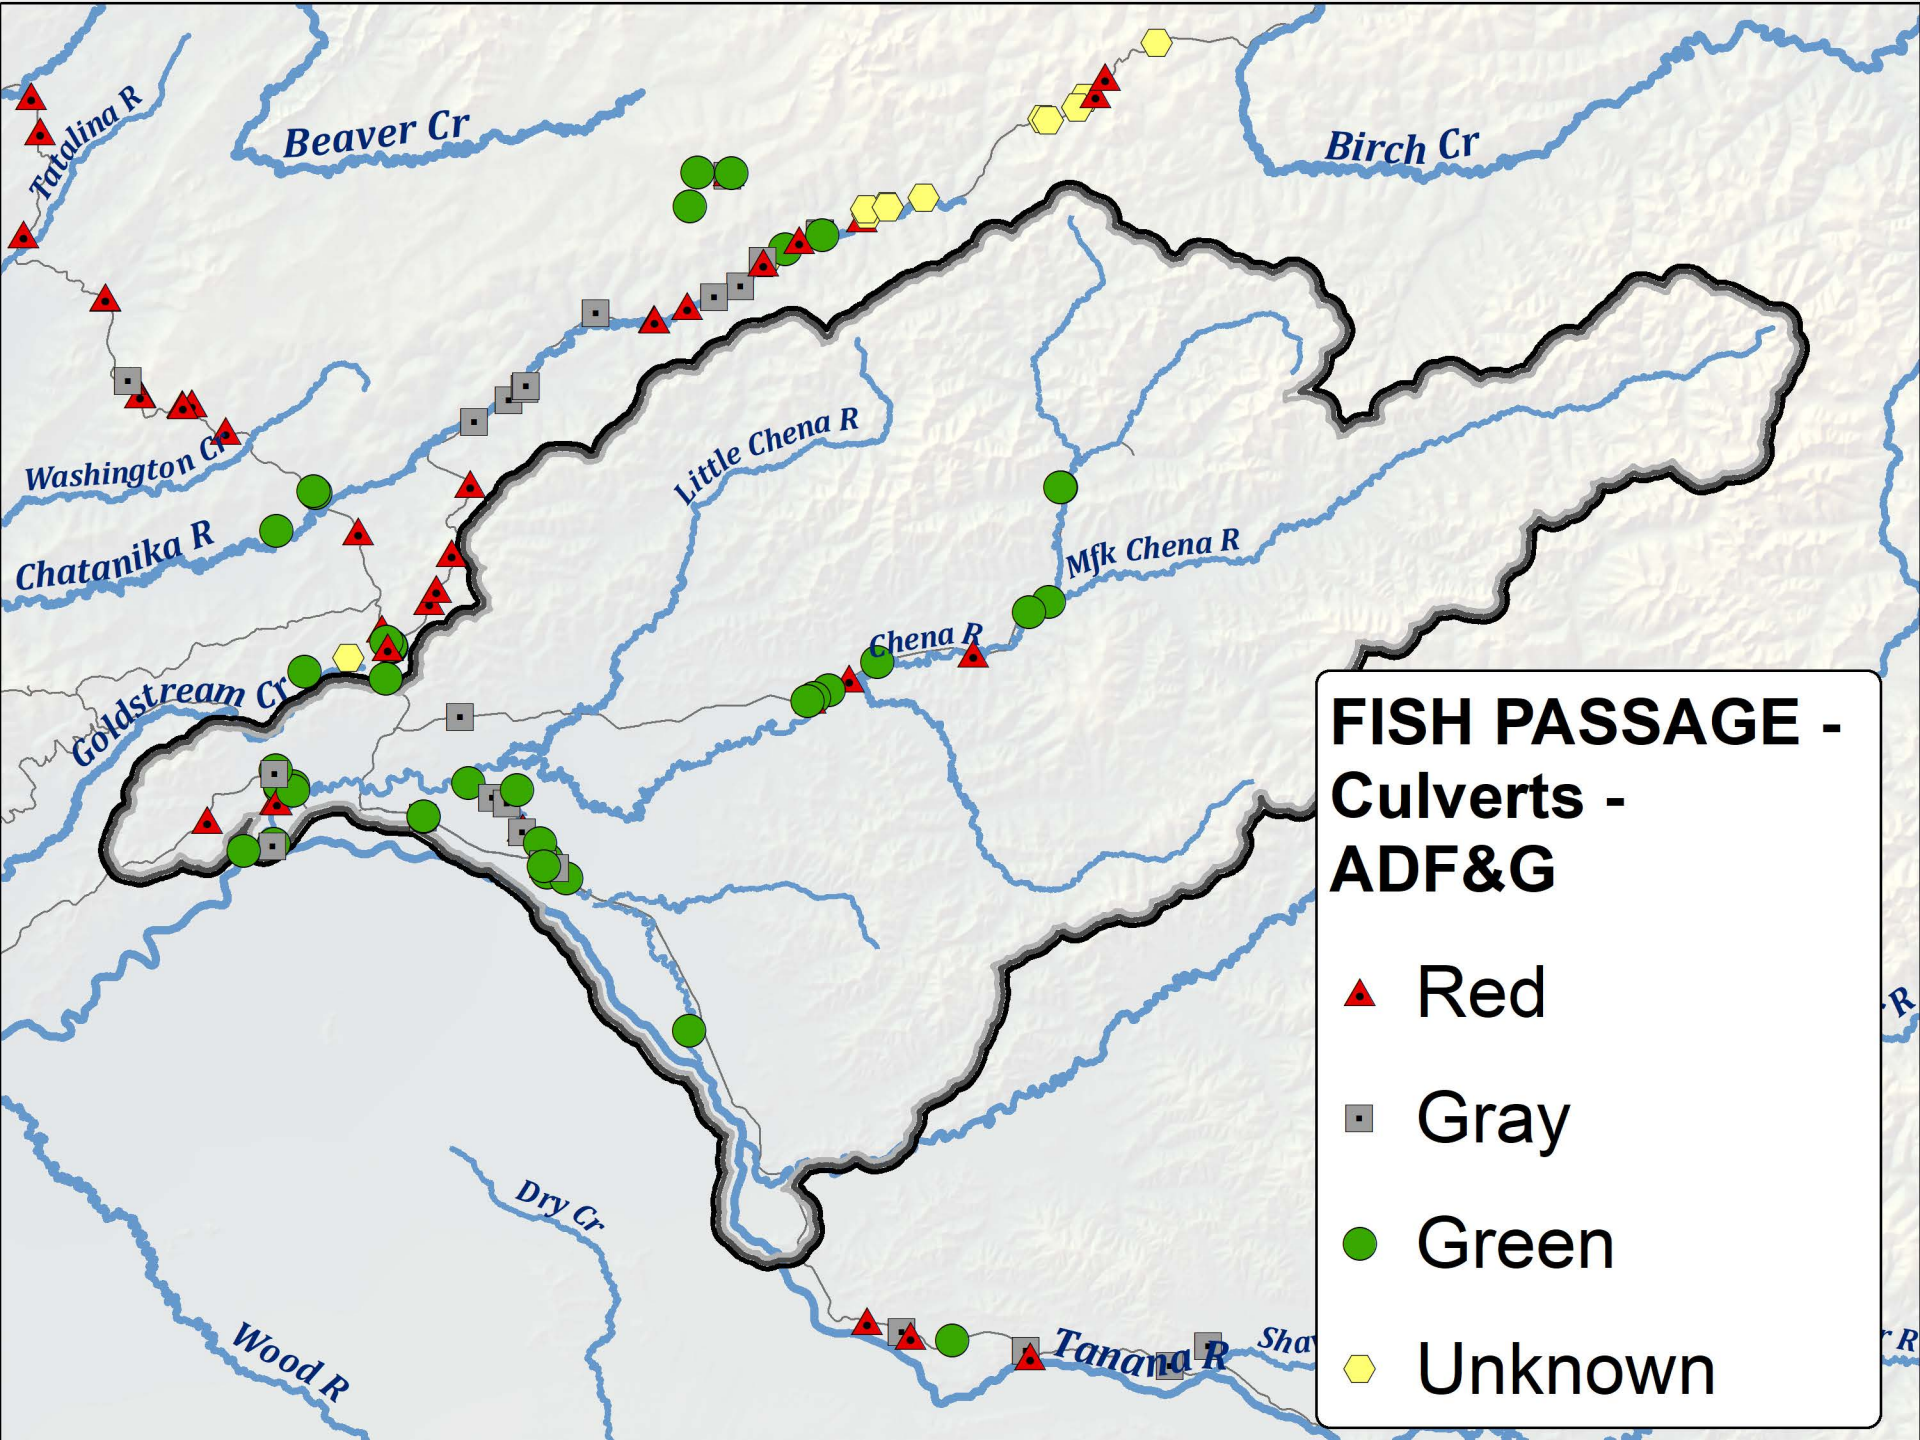 Tatalina R
Beaver Cr
Birch Cr
Washington Cr
Little Chena R
Chatanika R
Mfk Chena R
Chena R
Goldstream Cr
FISH PASSAGE -
Culverts -
ADF&G
Red
Gray
Green
Unknown
R
Dry Cr
Wood R
Tanana R
Sha
r R